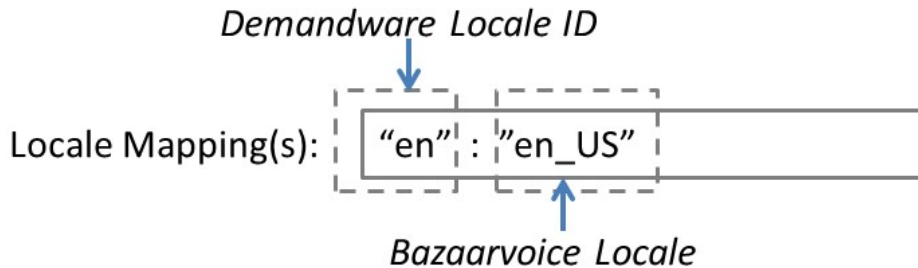 Demandware Locale ID
Locale Mapping(s): “en” : ”en_US”
Bazaarvoice Locale